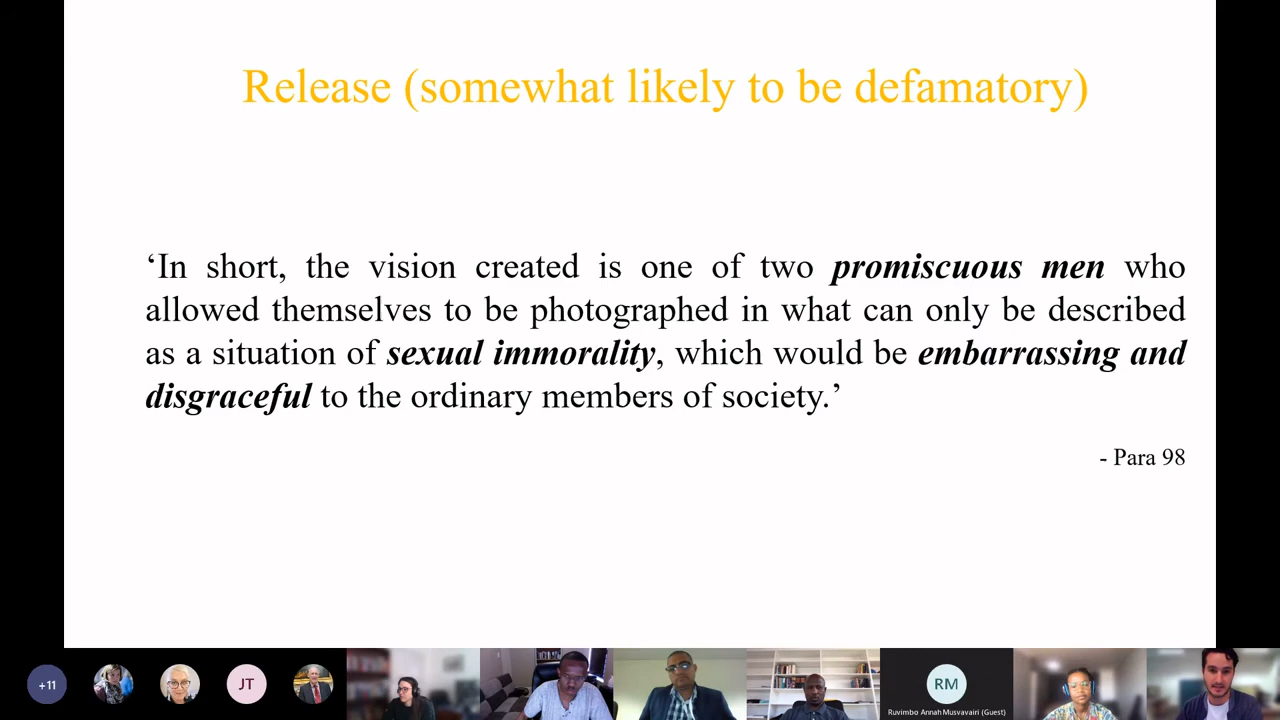 Release (somewhat likely to be defamatory)
‘In short, the vision created is one of two promiscuous men who
allowed themselves to be photographed in what can only be described
as a situation of sexual immorality, which would be embarrassing and
disgraceful to the ordinary members of society.’
- Para 98
+11
JT
RM
Ruvimbo Annah Musvavairi (Guest)